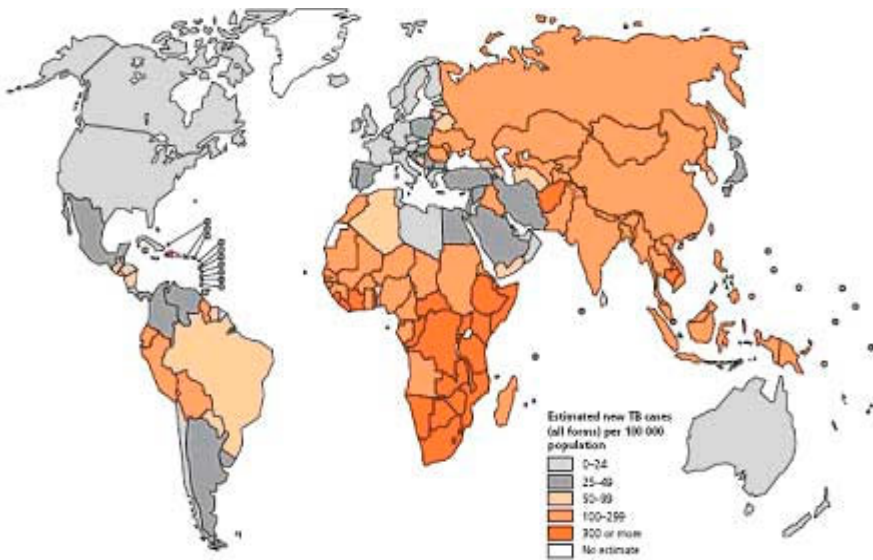 Estimated new TB cases
(all forms) per 100 000
population
0–24
25–49
50–99
100–299
300 or more
No estimate